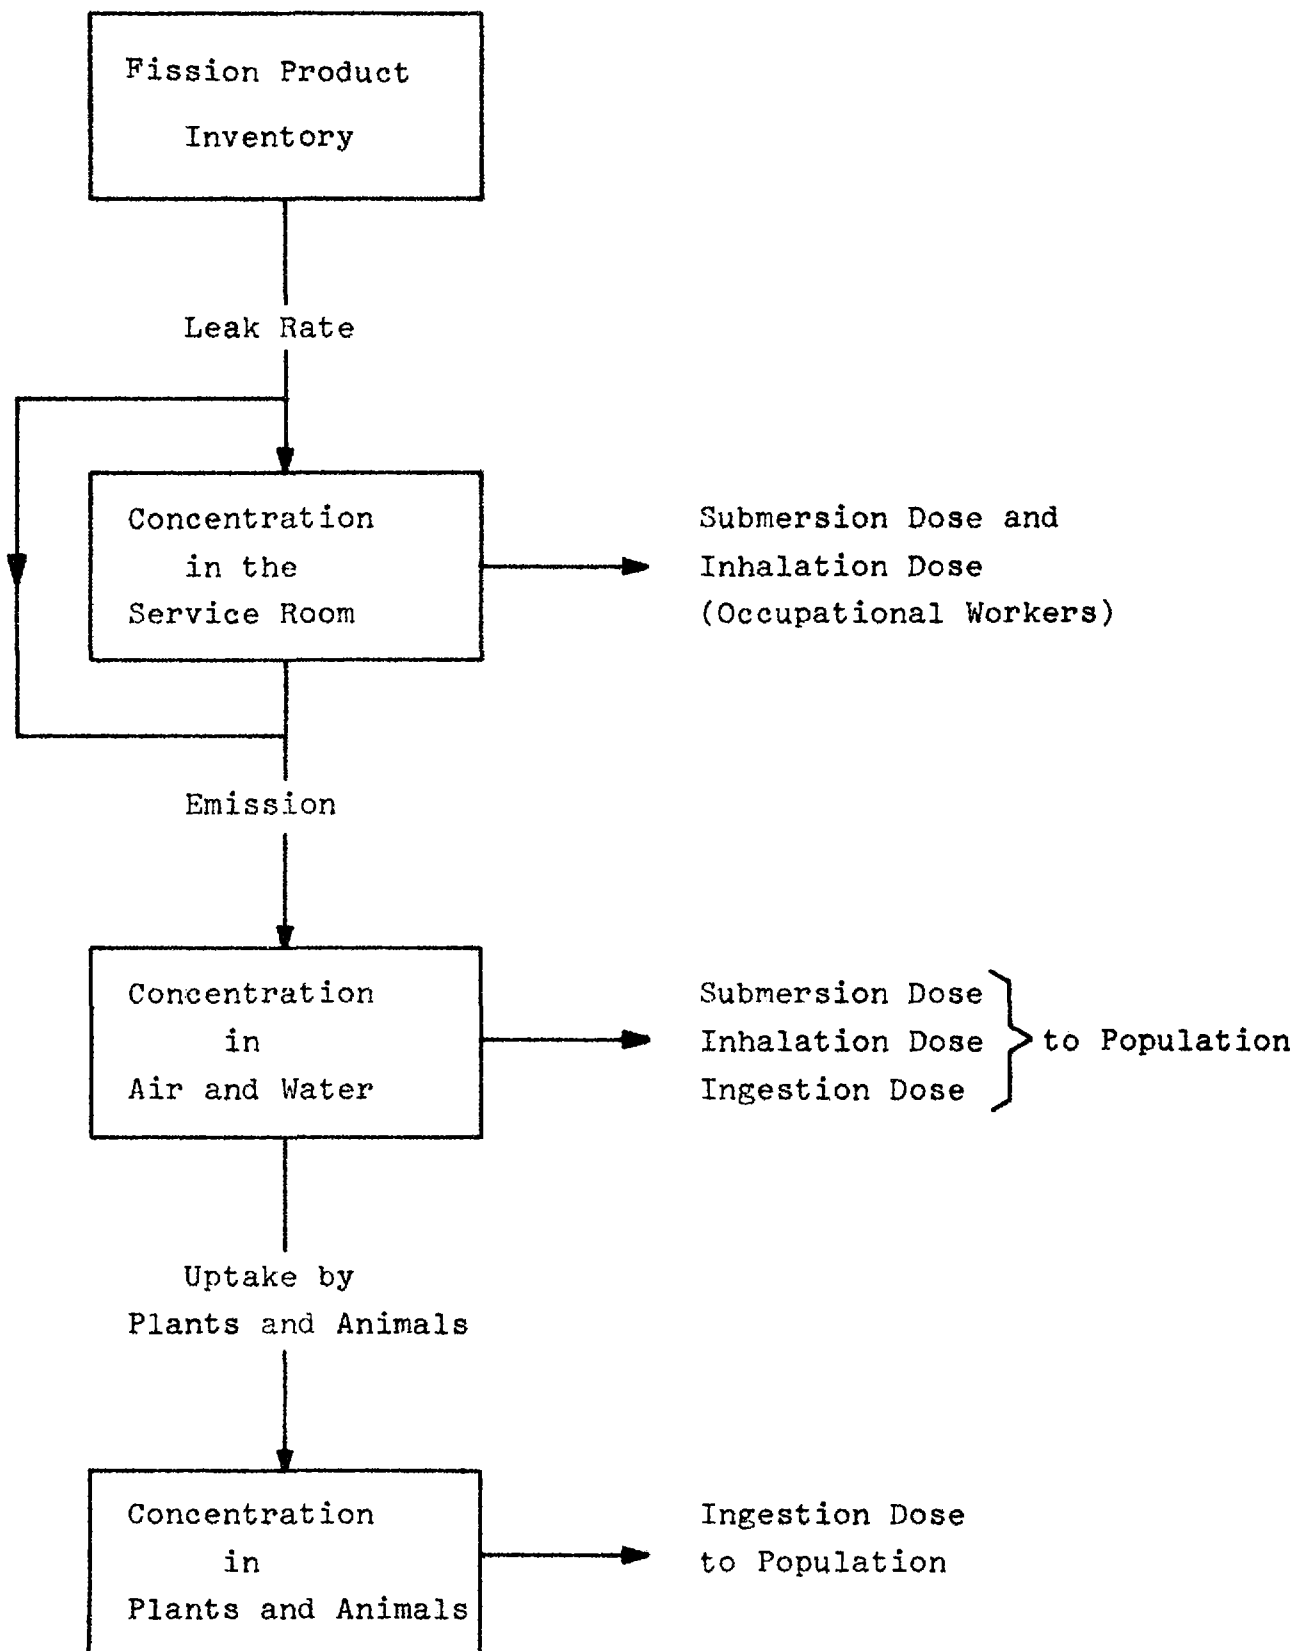 Fission Product
Inventory
Leak Rate
Concentration
in the
Service Room
Submersion Dose and
Inhalation Dose
(Occupational Workers)
Emission
Concentration
in
Air and Water
Submersion Dose
Inhalation Dose
Ingestion Dose
to Population
Uptake by
Plants and Animals
Concentration
in
Plants and Animals
Ingestion Dose
to Population